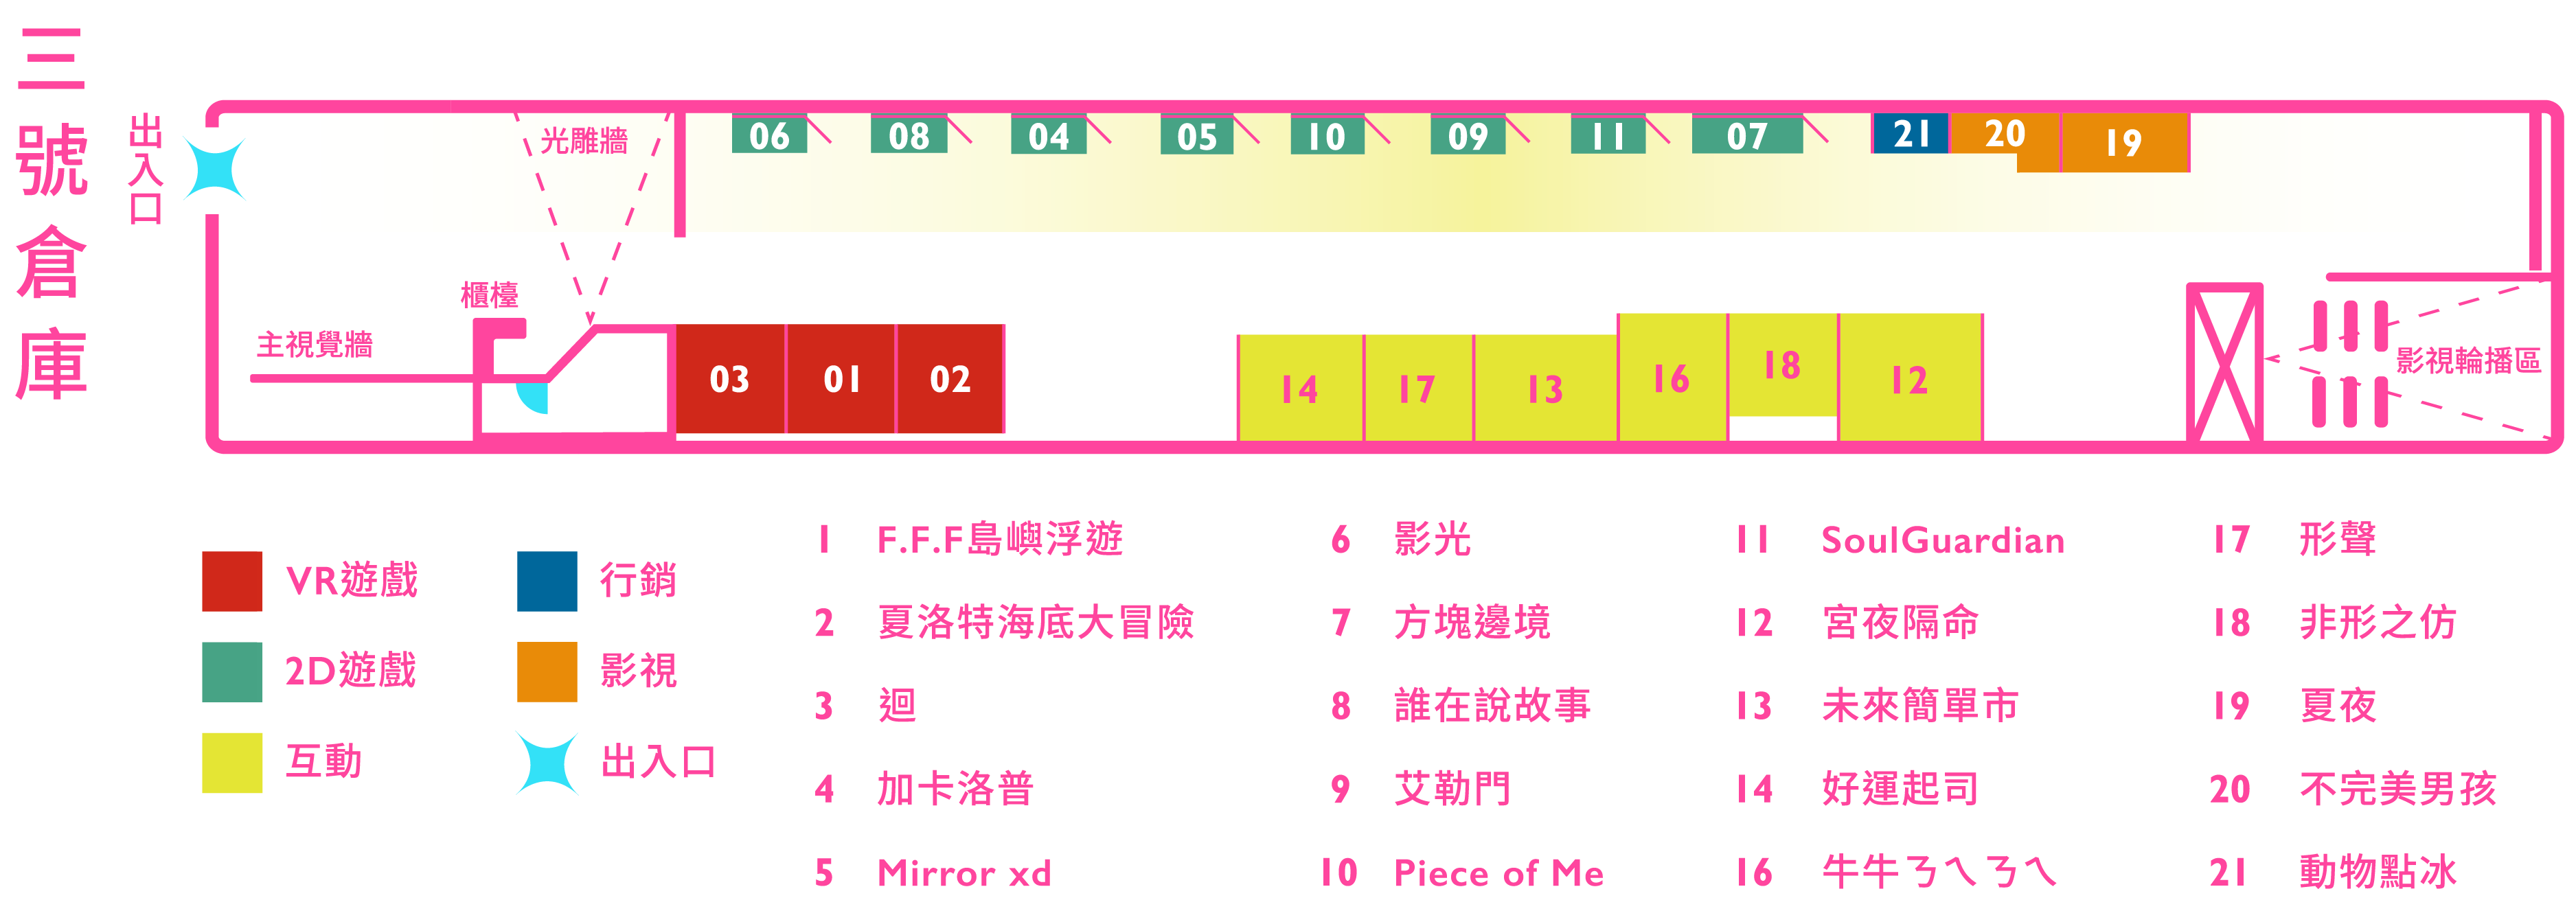 三號倉庫
出入口
光雕牆
06
08
04
05
10
09
11
07
21
20
19
櫃檯
主視覺牆
03
01
02
14
17
13
16
18
12
影視輪播區
VR遊戲
2D遊戲
互動
行銷
影視
出入口
1 F.F.F島嶼浮遊
2 夏洛特海底大冒險
3 迴
4 加卡洛普
5 Mirror xd
6 影光
7 方塊邊境
8 誰在說故事
9 艾勒門
10 Piece of Me
11 SoulGuardian
12 宮夜隔命
13 未來簡單市
14 好運起司
16 牛牛ㄋㄟㄋㄟ
17 形聲
18 非形之仿
19 夏夜
20 不完美男孩
21 動物點冰